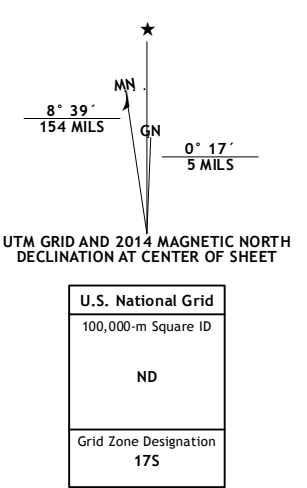 ★
MN
8° 39´
154 MILS
GN
0° 17´
5 MILS
UTM GRID AND 2014 MAGNETIC NORTH
DECLINATION AT CENTER OF SHEET
U.S. National Grid
100,000-m Square ID
ND
Grid Zone Designation
17S